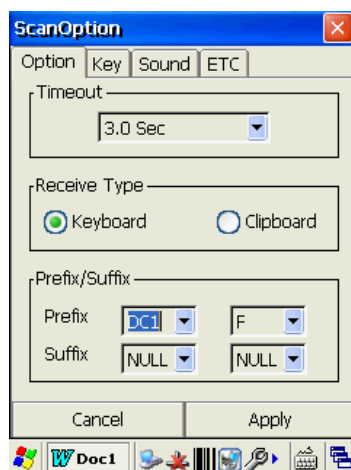 ScanOption
Option Key Sound ETC
Timeout
3.0 Sec
Receive Type
Keyboard Clipboard
Prefix/Suffix
Prefix DC1 F
Suffix NULL NULL
Cancel Apply
W Doc1